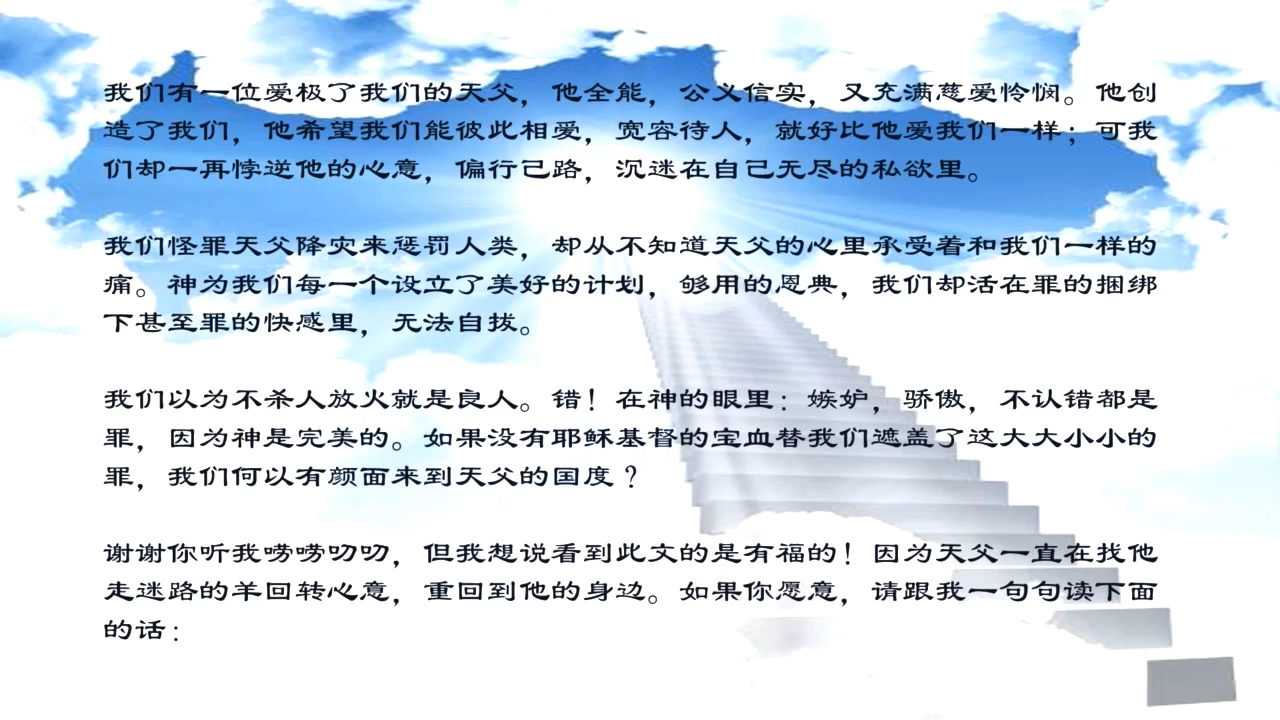 我们有一位爱极了我们的天父，他全能，公义信实，又充满慈爱怜悯。他创
造了我们，他希望我们能彼此相爱，宽容待人，就好比他爱我们一样；可我
们却一再悖逆他的心意，偏行己路，沉迷在自己无尽的私欲里。
我们怪罪天父降灾来惩罚人类，却从不知道天父的心里承受着和我们一样的
痛。神为我们每一个设立了美好的计划，够用的恩典，我们却活在罪的捆绑
下甚至罪的快感里，无法自拔。
我们以为不杀人放火就是良人。错！在神的眼里：嫉妒，骄傲，不认错都是
罪，因为神是完美的。如果没有耶稣基督的宝血替我们遮盖了这大大小小的
罪，我们何以有颜面来到天父的国度？
谢谢你听我唠唠叨叨，但我想说看到此文的是有福的！因为天父一直在找他
走迷路的羊回转心意，重回到他的身边。如果你愿意，请跟我一句句读下面
的话：